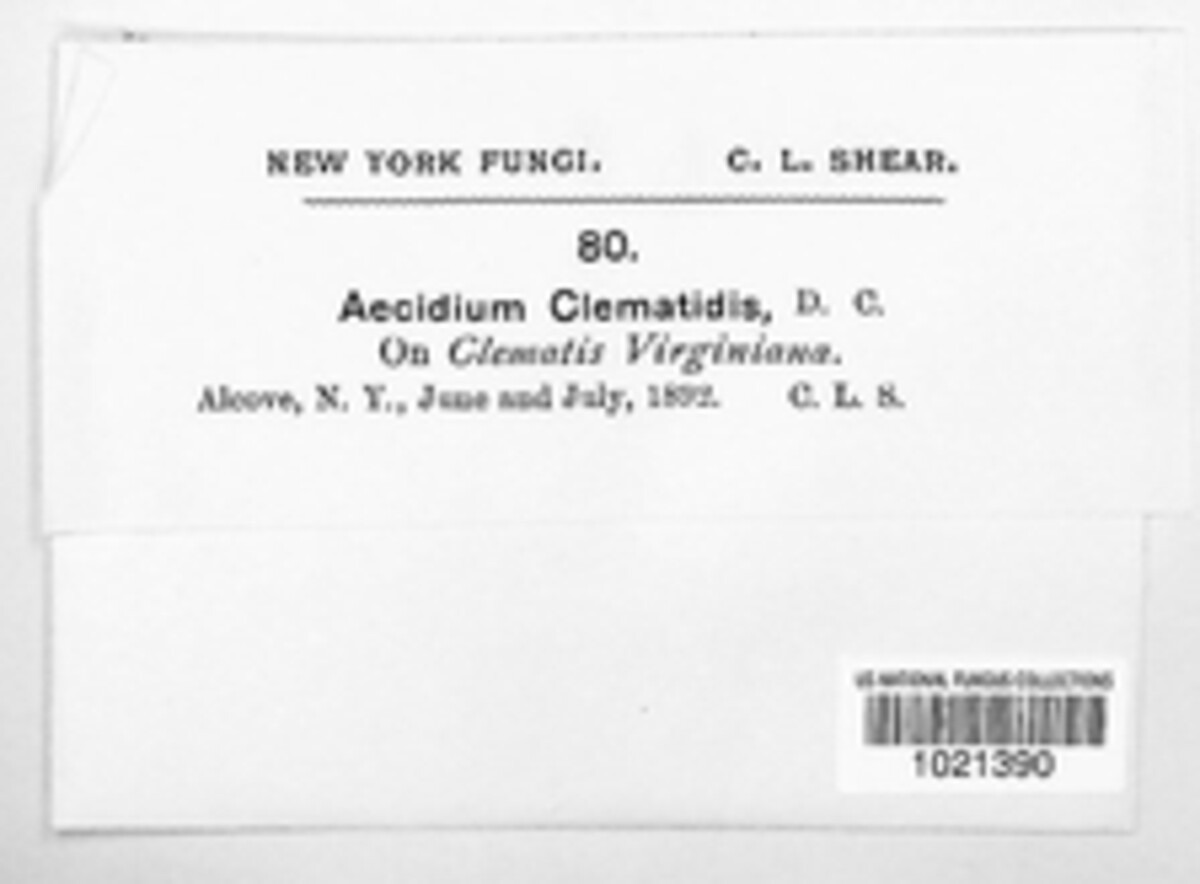 NEW YORK FUNGI. C. L. SHEAR.
80.
Aecidium Clematidis, D. C.
On Clematis Virginiana.
Alcove, N. Y., June and July, 1892. C. L. S.
US NATIONAL FUNGUS COLLECTIONS
1021390